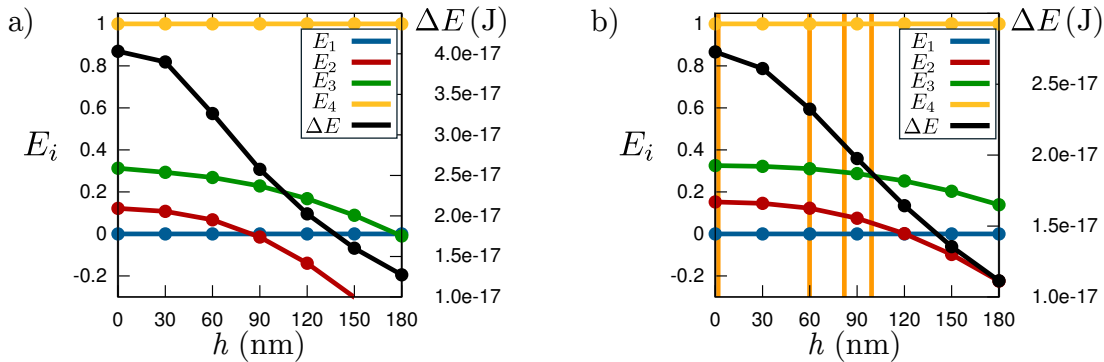 a)
1
0.8
0.6
0.4
0.2
0
-0.2
E_i
0 30 60 90 120 150 180
h (nm)
ΔE (J)
4.0e-17
3.5e-17
3.0e-17
2.5e-17
2.0e-17
1.5e-17
1.0e-17
E_1
E_2
E_3
E_4
ΔE
b)
1
0.8
0.6
0.4
0.2
0
-0.2
E_i
0 30 60 90 120 150 180
h (nm)
ΔE (J)
2.5e-17
2.0e-17
1.5e-17
1.0e-17
E_1
E_2
E_3
E_4
ΔE